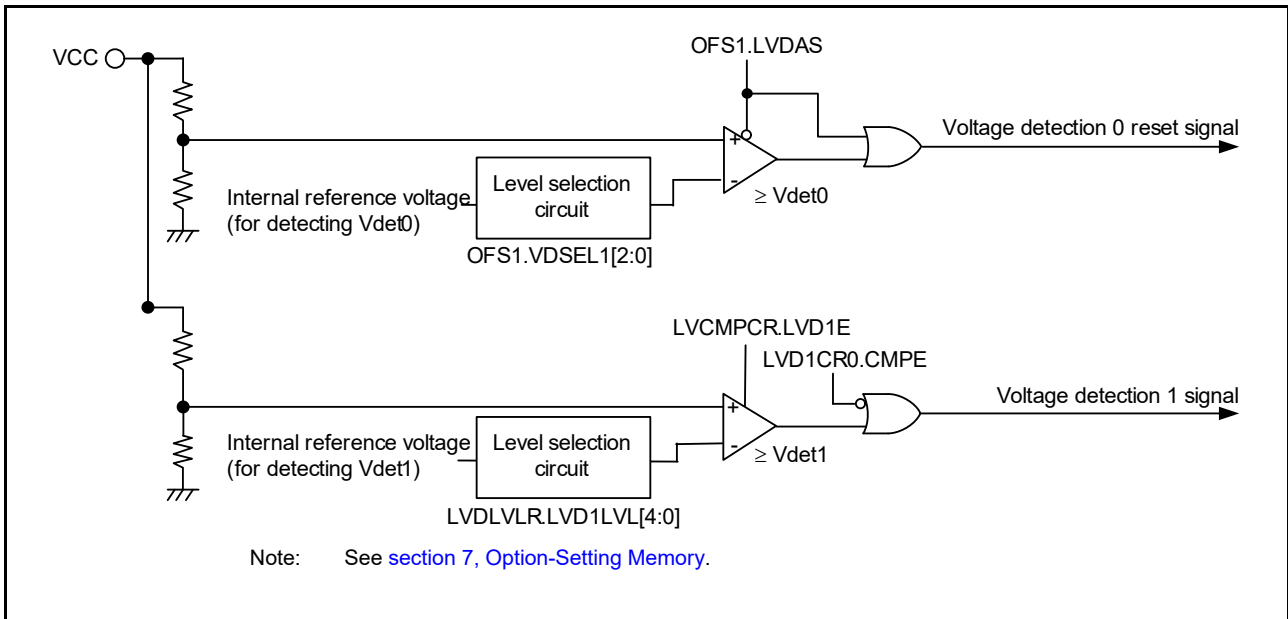 VCC
OFS1.LVDAS
+
-
≥ Vdet0
Voltage detection 0 reset signal
Internal reference voltage
(for detecting Vdet0)
Level selection
circuit
OFS1.VDSEL1[2:0]
LVCMPCR.LVD1E
LVD1CR0.CMPE
+
-
≥ Vdet1
Voltage detection 1 signal
Internal reference voltage
(for detecting Vdet1)
Level selection
circuit
LVDLVLR.LVD1LVL[4:0]
Note: See section 7, Option-Setting Memory.